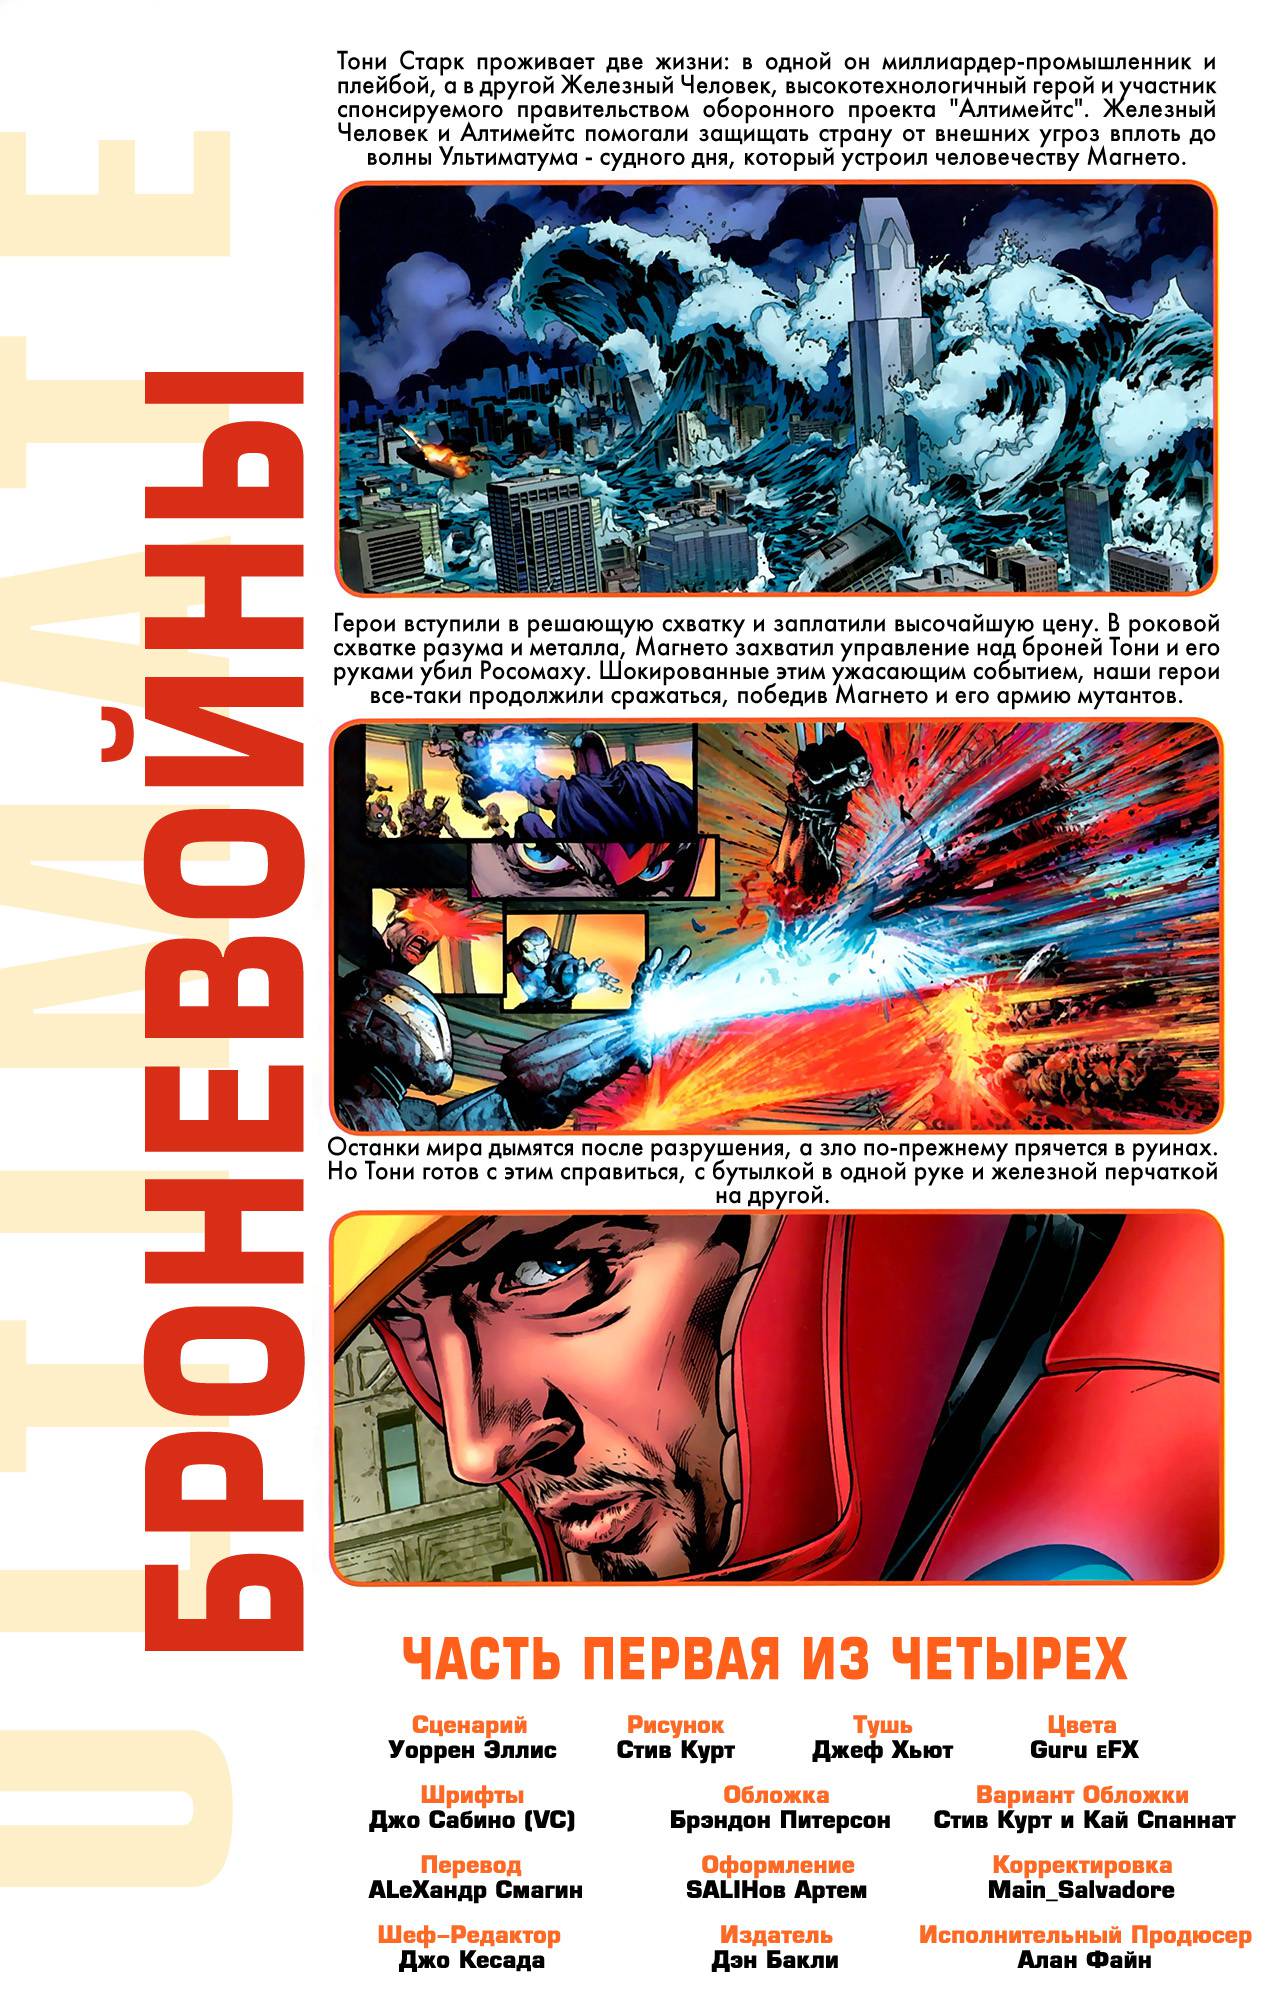 ULTIMATE
БРОНЕВОЙНЫ
Тони Старк проживает две жизни: в одной он миллиардер-промышленник и
плейбой, а в другой Железный Человек, высокотехнологичный герой и участник
спонсируемого правительством оборонного проекта "Алтимейтс". Железный
Человек и Алтимейтс помогали защищать страну от внешних угроз вплоть до
волны Ультиматума - судного дня, который устроил человечеству Магнето.
Герои вступили в решающую схватку и заплатили высочайшую цену. В роковой
схватке разума и металла, Магнето захватил управление над броней Тони и его
руками убил Росомаху. Шокированные этим ужасающим событием, наши герои
все-таки продолжили сражаться, победив Магнето и его армию мутантов.
Останки мира дымятся после разрушения, а зло по-прежнему прячется в руинах.
Но Тони готов с этим справиться, с бутылкой в одной руке и железной перчаткой
на другой.
ЧАСТЬ ПЕРВАЯ ИЗ ЧЕТЫРЕХ
Сценарий Рисунок Тушь Цвета
Уоррен Эллис Стив Курт Джеф Хьют Guru eFX
Шрифты Обложка Вариант Обложки
Джо Сабино (VC) Брэндон Питерсон Стив Курт и Кай Спаннат
Перевод Оформление Корректировка
ALeXандр Смагин SALIHов Артем Main_Salvadore
Шеф-Редактор Издатель Исполнительный Продюсер
Джо Кесада Дэн Бакли Алан Файн